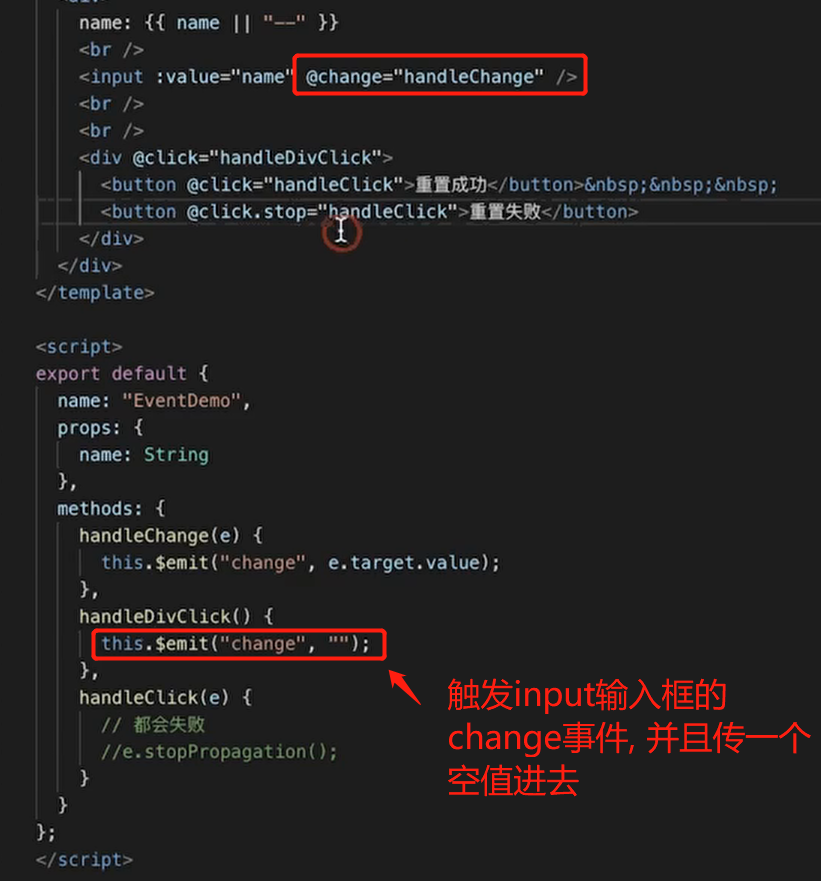 name: {{ name || "--" }}
<br />
<input :value="name" @change="handleChange" />
<br />
<br />
<div @click="handleDivClick">
<button @click="handleClick">重置成功</button>&nbsp;&nbsp;&nbsp;
<button @click.stop="handleClick">重置失败</button>
</div>
</div>
</template>
<script>
export default {
name: "EventDemo",
props: {
name: String
},
methods: {
handleChange(e) {
this.$emit("change", e.target.value);
},
handleDivClick() {
this.$emit("change", "");
},
handleClick(e) {
// 都会失败
//e.stopPropagation();
}
}
};
</script>
触发input输入框的
change事件, 并且传一个
空值进去